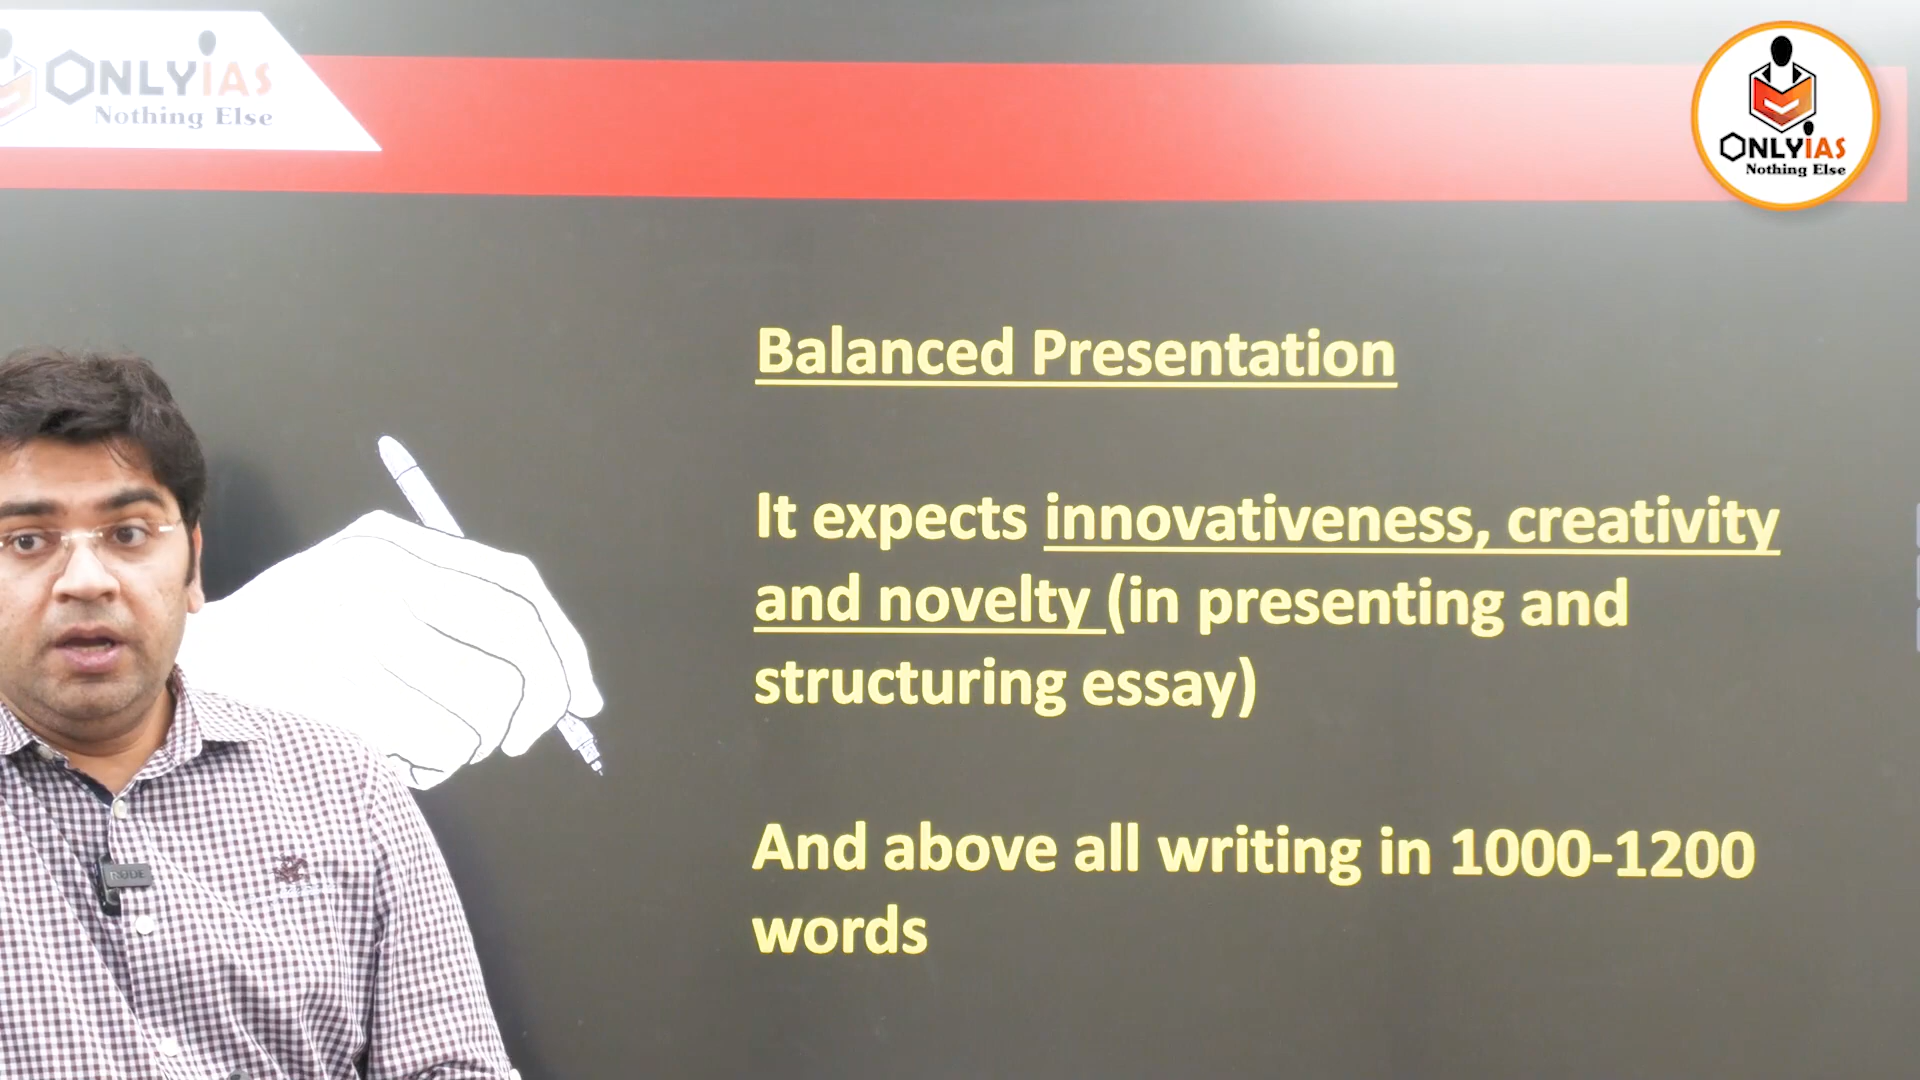 ONLYIAS
Nothing Else
ONLYIAS
Nothing Else
Balanced Presentation
It expects innovativeness, creativity
and novelty (in presenting and
structuring essay)
And above all writing in 1000-1200
words
RODE